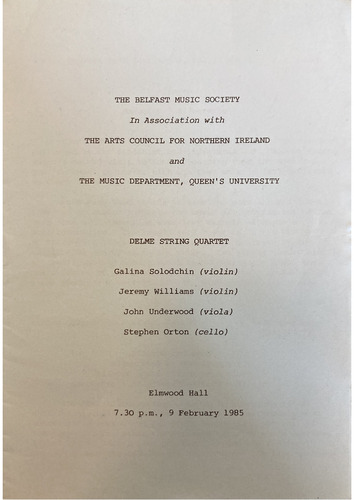 THE BELFAST MUSIC SOCIETY
In Association with
THE ARTS COUNCIL FOR NORTHERN IRELAND
and
THE MUSIC DEPARTMENT, QUEEN'S UNIVERSITY
DELME STRING QUARTET
Galina Solodchin (violin)
Jeremy Williams (violin)
John Underwood (viola)
Stephen Orton (cello)
Elmwood Hall
7.30 p.m., 9 February 1985